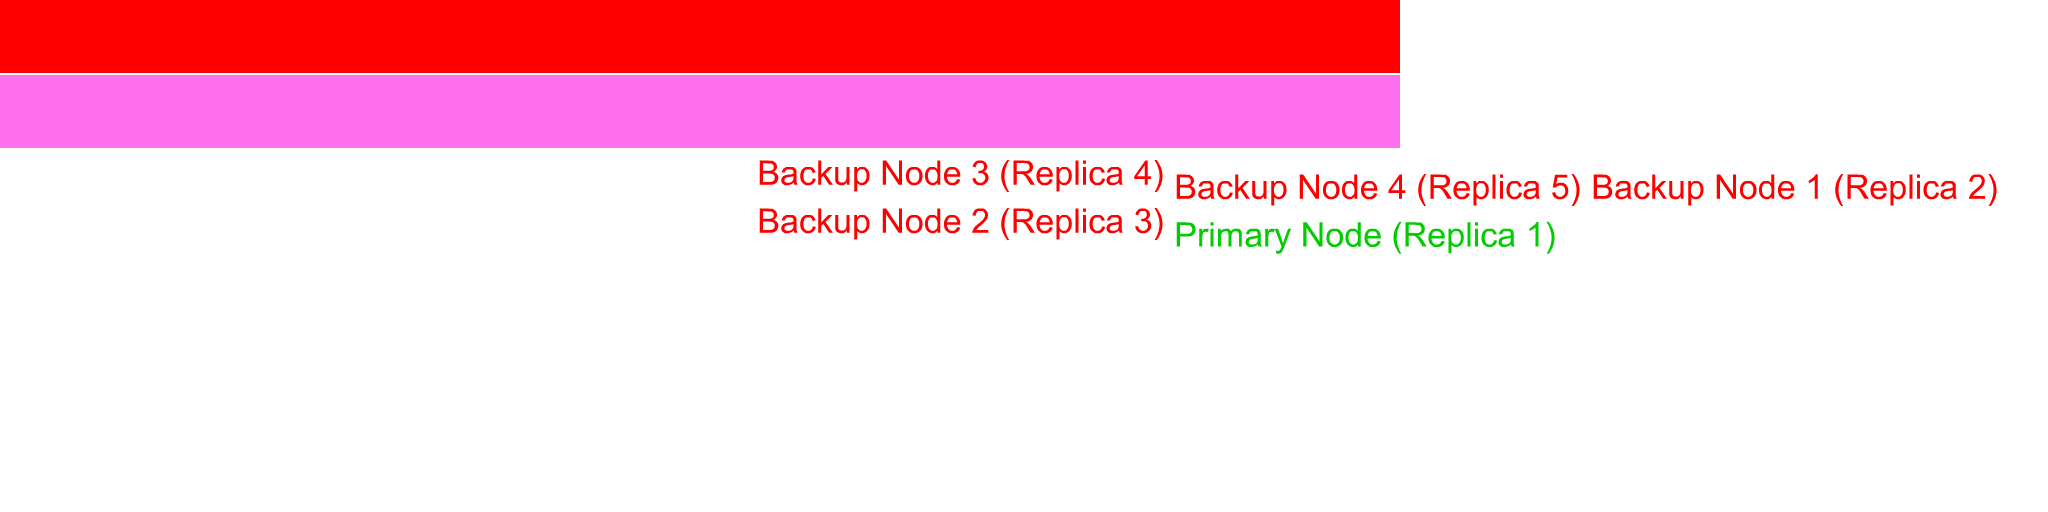 Backup Node 3 (Replica 4)
Backup Node 2 (Replica 3)
Backup Node 4 (Replica 5) Backup Node 1 (Replica 2)
Primary Node (Replica 1)